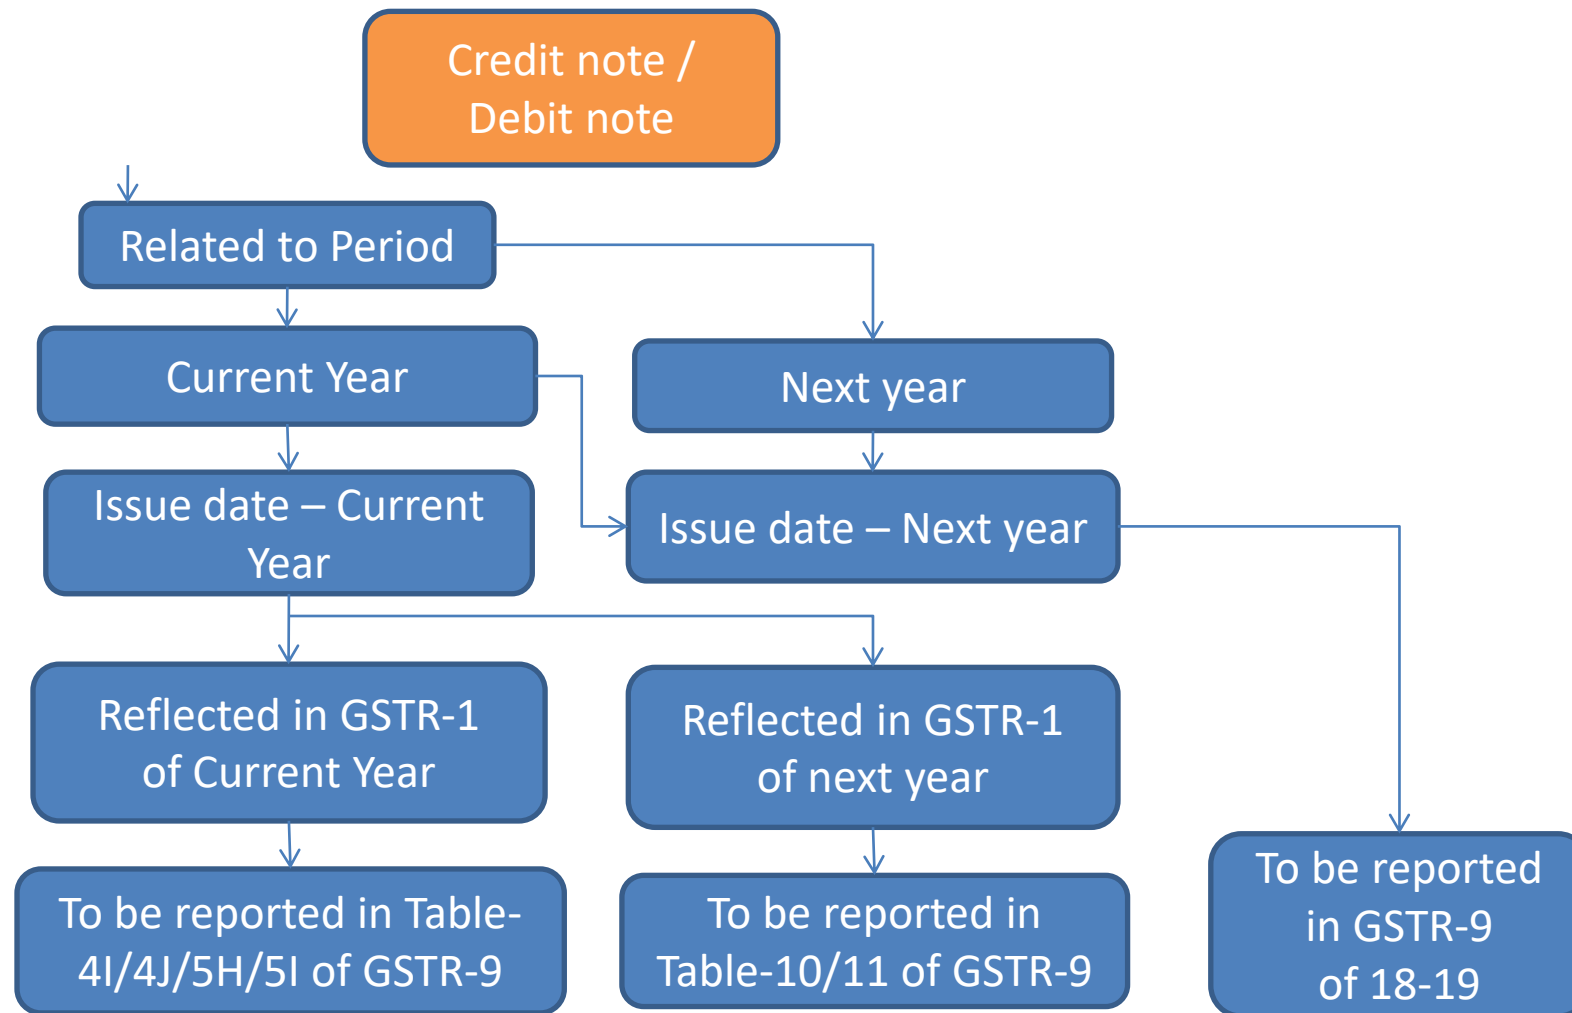 Credit note /
Debit note
Related to Period
Current Year
Next year
Issue date – Current
Year
Issue date – Next year
Reflected in GSTR-1
of Current Year
Reflected in GSTR-1
of next year
To be reported in Table-
4I/4J/5H/5I of GSTR-9
To be reported in
Table-10/11 of GSTR-9
To be reported
in GSTR-9
of 18-19